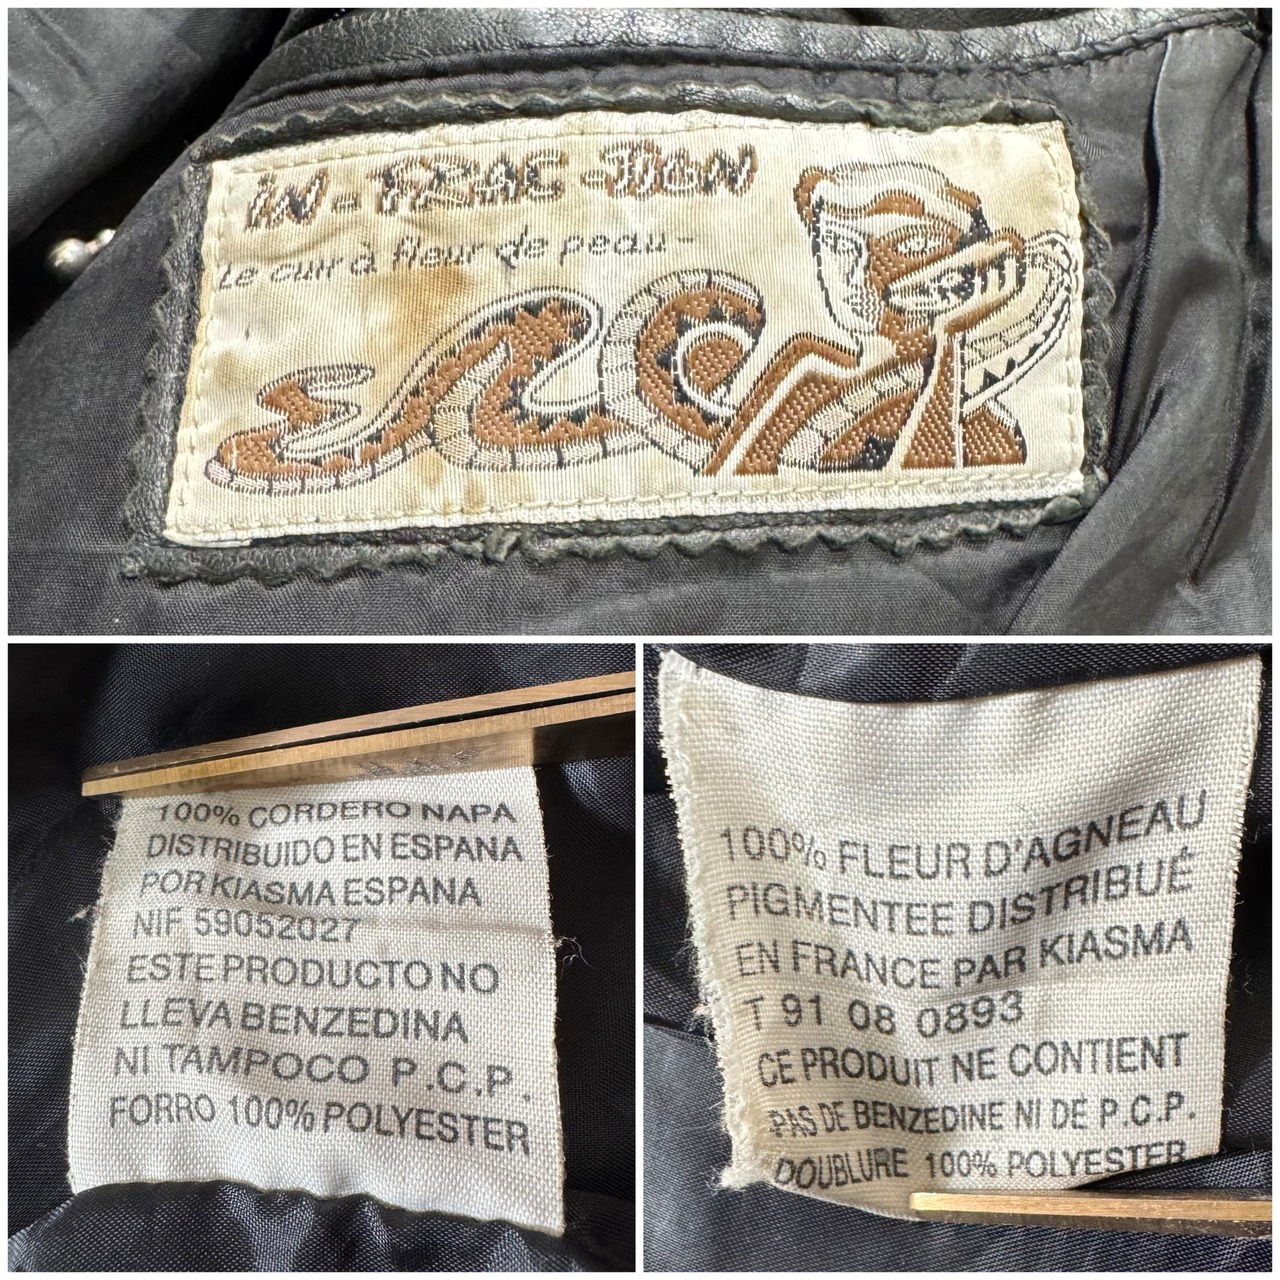 IN-FRAC-TION
Le cuir à fleur de peau-
100% CORDERO NAPA
DISTRIBUIDO EN ESPANA
POR KIASMA ESPANA
NIF 59052027
ESTE PRODUCTO NO
LLEVA BENZEDINA
NI TAMPOCO P.C.P.
FORRO 100% POLYESTER
100% FLEUR D'AGNEAU
PIGMENTEE DISTRIBUÉ
EN FRANCE PAR KIASMA
T 91 08 0893
CE PRODUIT NE CONTIENT
PAS DE BENZEDINE NI DE P.C.P.
DOUBLURE 100% POLYESTER